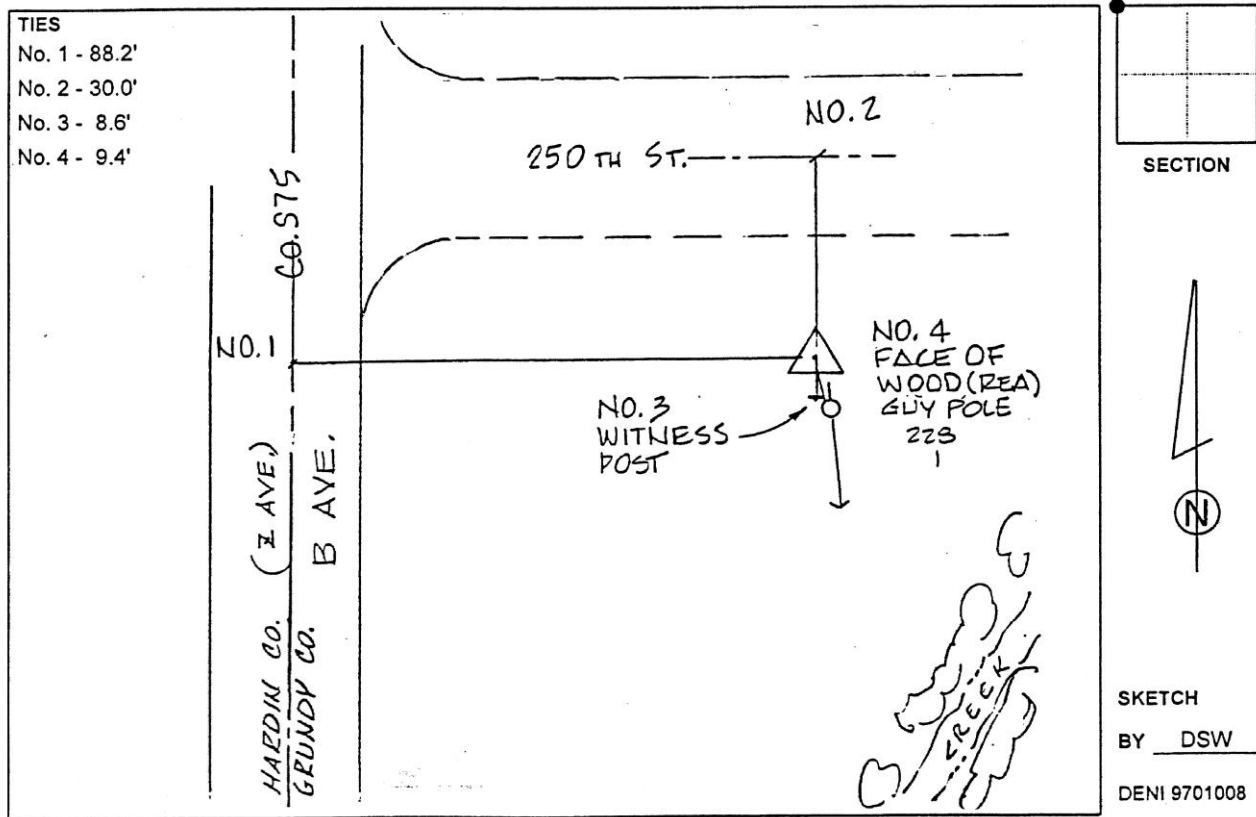 TIES
No. 1 - 88.2'
No. 2 - 30.0'
No. 3 - 8.6'
No. 4 - 9.4'
NO. 2
250 TH ST.
CO. S75
NO. 1
NO. 4
FACE OF
WOOD (REA)
GUY POLE
228
1
NO. 3
WITNESS
POST
HARDIN CO. (Z AVE.)
GRUNDY CO. B AVE.
CREEK
SECTION
N
SKETCH
BY DSW
DENI 9701008